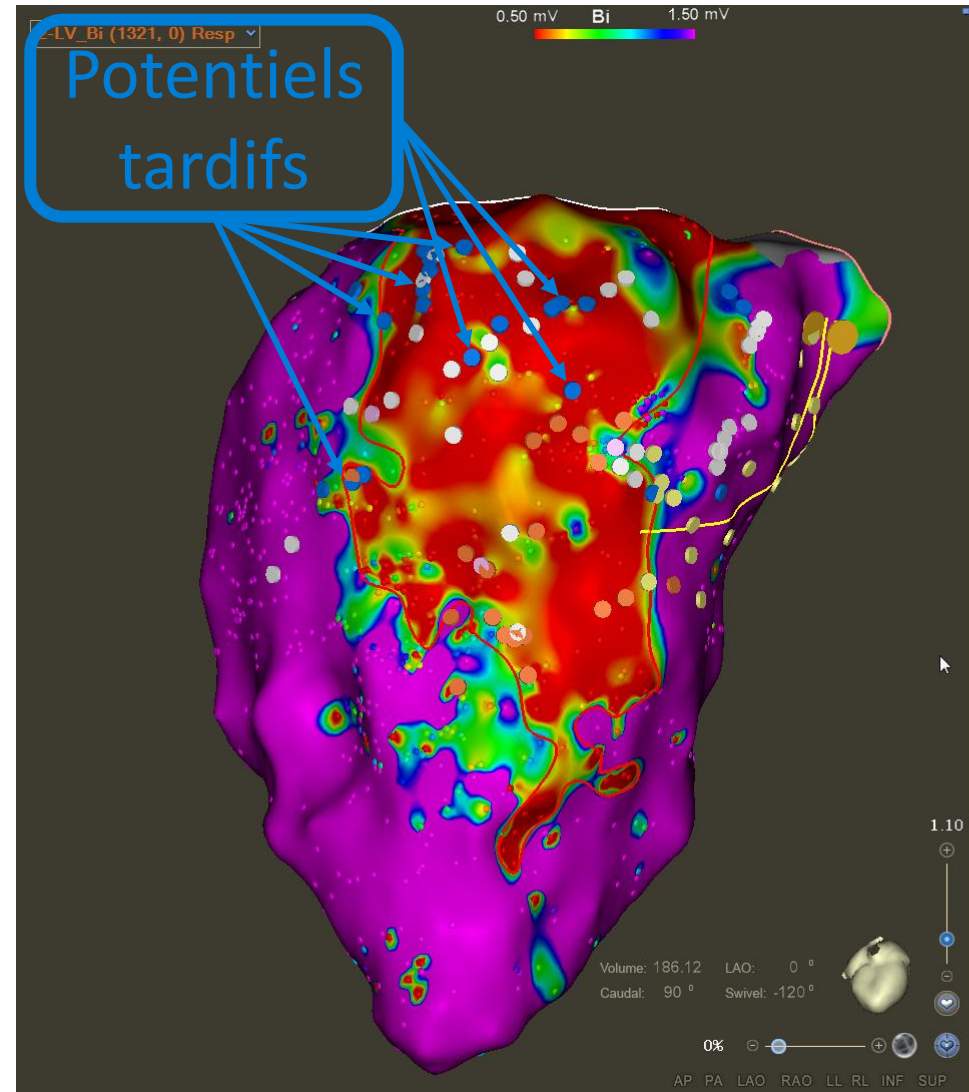 0.50 mV Bi 1.50 mV
-LV_Bi (1321, 0) Resp
Potentiels
tardifs
1.10
Volume: 186.12 LAO: 0 °
Caudal: 90 ° Swivel: -120 °
0%
AP PA LAO RAO LL RL INF SUP